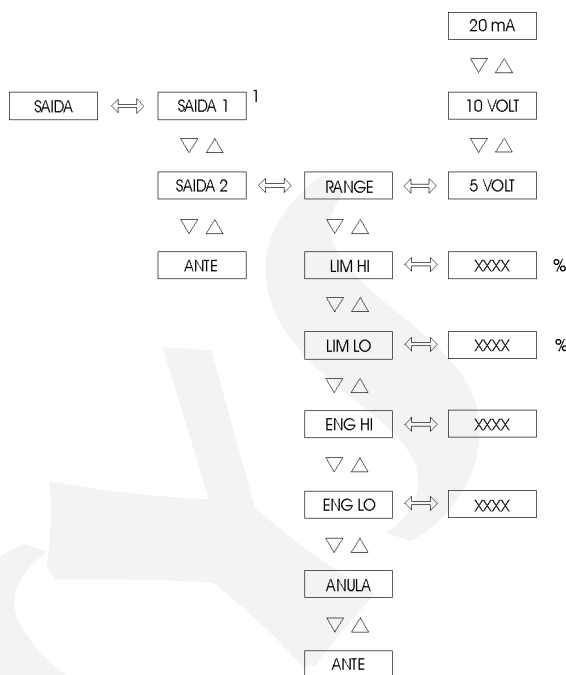 20 mA
10 VOLT
SAIDA SAIDA 1 1
SAIDA 2 RANGE 5 VOLT
ANTE LIM HI XXXX %
LIM LO XXXX %
ENG HI XXXX
ENG LO XXXX
ANULA
ANTE